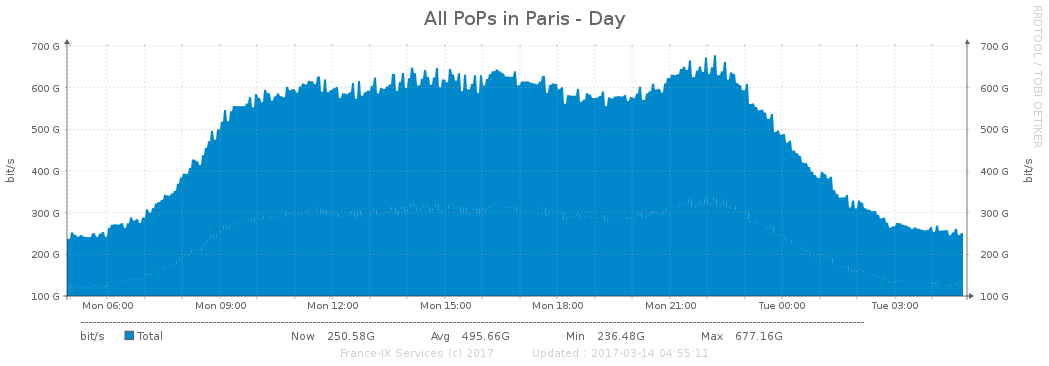 All PoPs in Paris - Day
RRDTOOL / TOBI OETIKER
700 G 700 G
600 G 600 G
500 G 500 G
400 G 400 G
300 G 300 G
200 G 200 G
100 G 100 G
bit/s
bit/s
Mon 06:00 Mon 09:00 Mon 12:00 Mon 15:00 Mon 18:00 Mon 21:00 Tue 00:00 Tue 03:00
bit/s Total Now 250.58G Avg 495.66G Min 236.48G Max 677.16G
France-IX Services (c) 2017 Updated : 2017-03-14 04:55:11